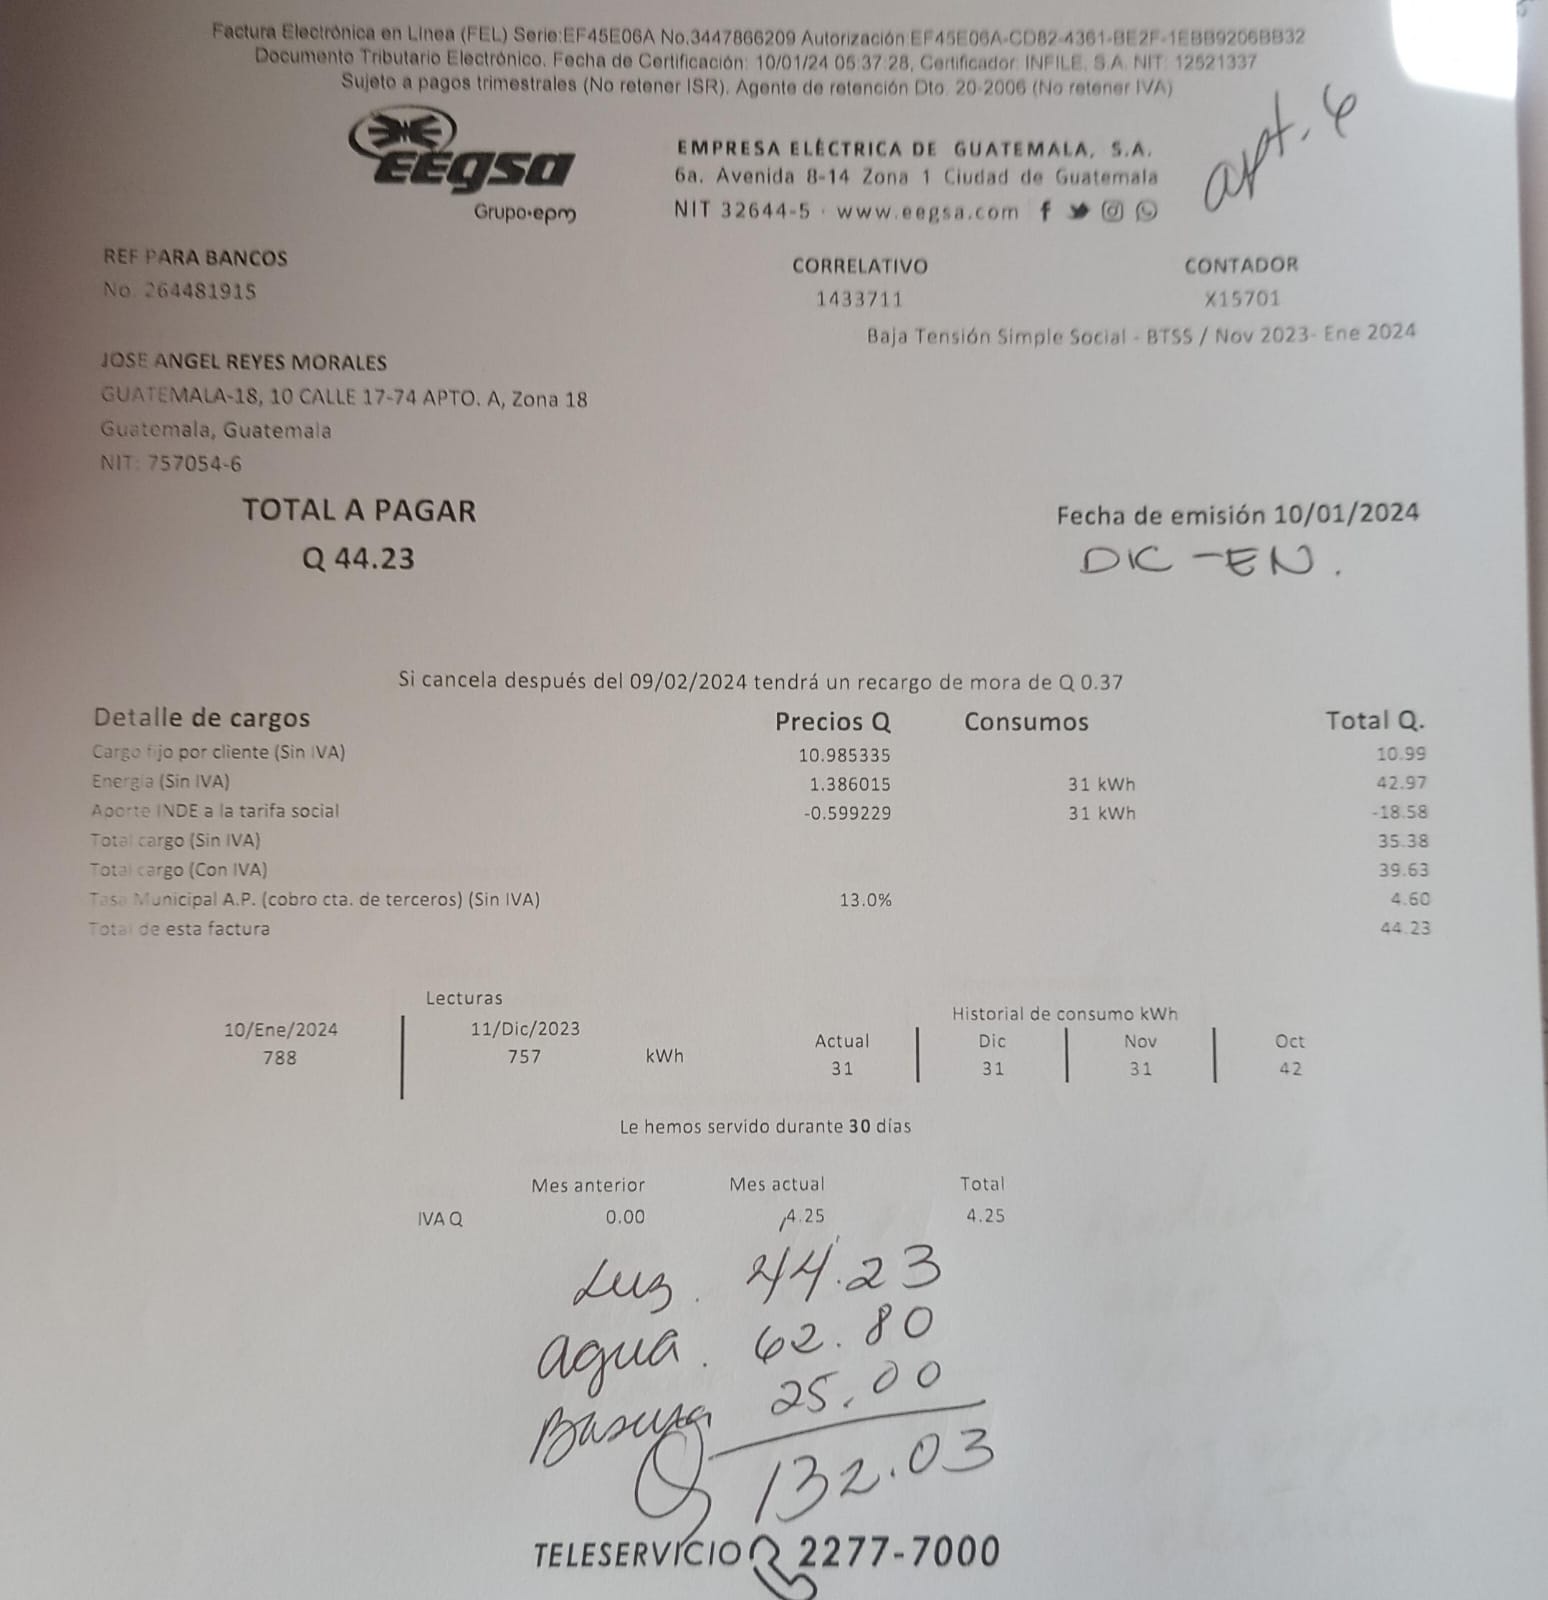 Factura Electrónica en Línea (FEL) Serie:EF45E06A No.3447866209 Autorización:EF45E06A-CD82-4361-BE2F-1EBB9206BB32
Documento Tributario Electrónico. Fecha de Certificación: 10/01/24 05:37:28, Certificador: INFILE, S.A. NIT: 12521337
Sujeto a pagos trimestrales (No retener ISR). Agente de retención Dto. 20-2006 (No retener IVA)
apt. 6
EEGSA
Grupo•epm
EMPRESA ELÉCTRICA DE GUATEMALA, S.A.
6a. Avenida 8-14 Zona 1 Ciudad de Guatemala
NIT 32644-5 · www.eegsa.com
REF PARA BANCOS CORRELATIVO CONTADOR
No. 264481915 1433711 X15701
Baja Tensión Simple Social - BTSS / Nov 2023- Ene 2024
JOSE ANGEL REYES MORALES
GUATEMALA-18, 10 CALLE 17-74 APTO. A, Zona 18
Guatemala, Guatemala
NIT: 757054-6
TOTAL A PAGAR Fecha de emisión 10/01/2024
Q 44.23 DIC - EN.
Si cancela después del 09/02/2024 tendrá un recargo de mora de Q 0.37
Detalle de cargos Precios Q Consumos Total Q.
Cargo fijo por cliente (Sin IVA) 10.985335 10.99
Energía (Sin IVA) 1.386015 31 kWh 42.97
Aporte INDE a la tarifa social -0.599229 31 kWh -18.58
Total cargo (Sin IVA) 35.38
Total cargo (Con IVA) 39.63
Tasa Municipal A.P. (cobro cta. de terceros) (Sin IVA) 13.0% 4.60
Total de esta factura 44.23
Lecturas Historial de consumo kWh
10/Ene/2024 11/Dic/2023 Actual Dic Nov Oct
788 757 kWh 31 31 31 42
Le hemos servido durante 30 días
Mes anterior Mes actual Total
IVA Q 0.00 4.25 4.25
Luz. 44.23
agua. 62.80
Basura 25.00
Q 132.03
TELESERVICIO 2277-7000